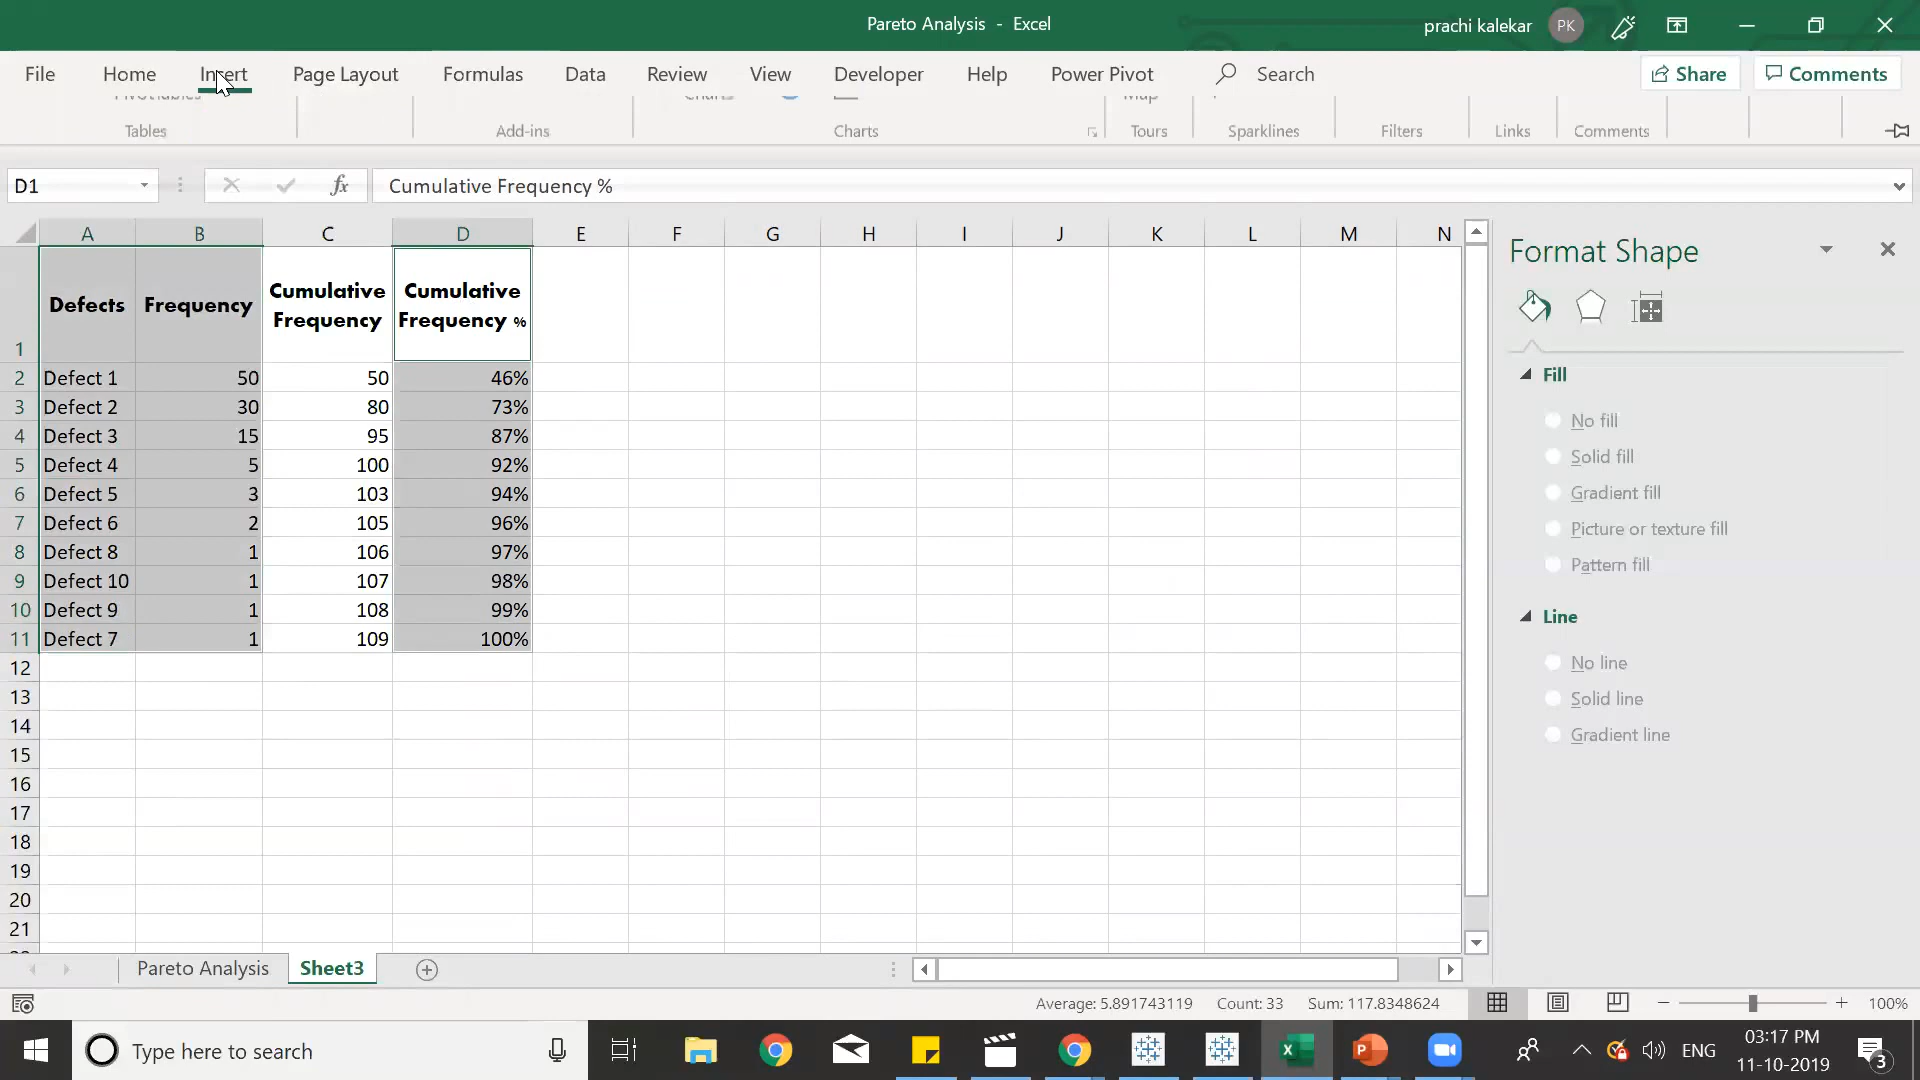 Pareto Analysis - Excel
prachi kalekar
PK
File Home Insert Page Layout Formulas Data Review View Developer Help Power Pivot Search
Share Comments
Tables Add-ins Charts Tours Sparklines Filters Links Comments
D1 fx Cumulative Frequency %
A B C D E F G H I J K L M N
1 Defects Frequency Cumulative Frequency Cumulative Frequency %
2 Defect 1 50 50 46%
3 Defect 2 30 80 73%
4 Defect 3 15 95 87%
5 Defect 4 5 100 92%
6 Defect 5 3 103 94%
7 Defect 6 2 105 96%
8 Defect 8 1 106 97%
9 Defect 10 1 107 98%
10 Defect 9 1 108 99%
11 Defect 7 1 109 100%
12
13
14
15
16
17
18
19
20
21
Format Shape
Fill
No fill
Solid fill
Gradient fill
Picture or texture fill
Pattern fill
Line
No line
Solid line
Gradient line
Pareto Analysis Sheet3
Average: 5.891743119 Count: 33 Sum: 117.8348624 100%
Type here to search
ENG
03:17 PM
11-10-2019
3